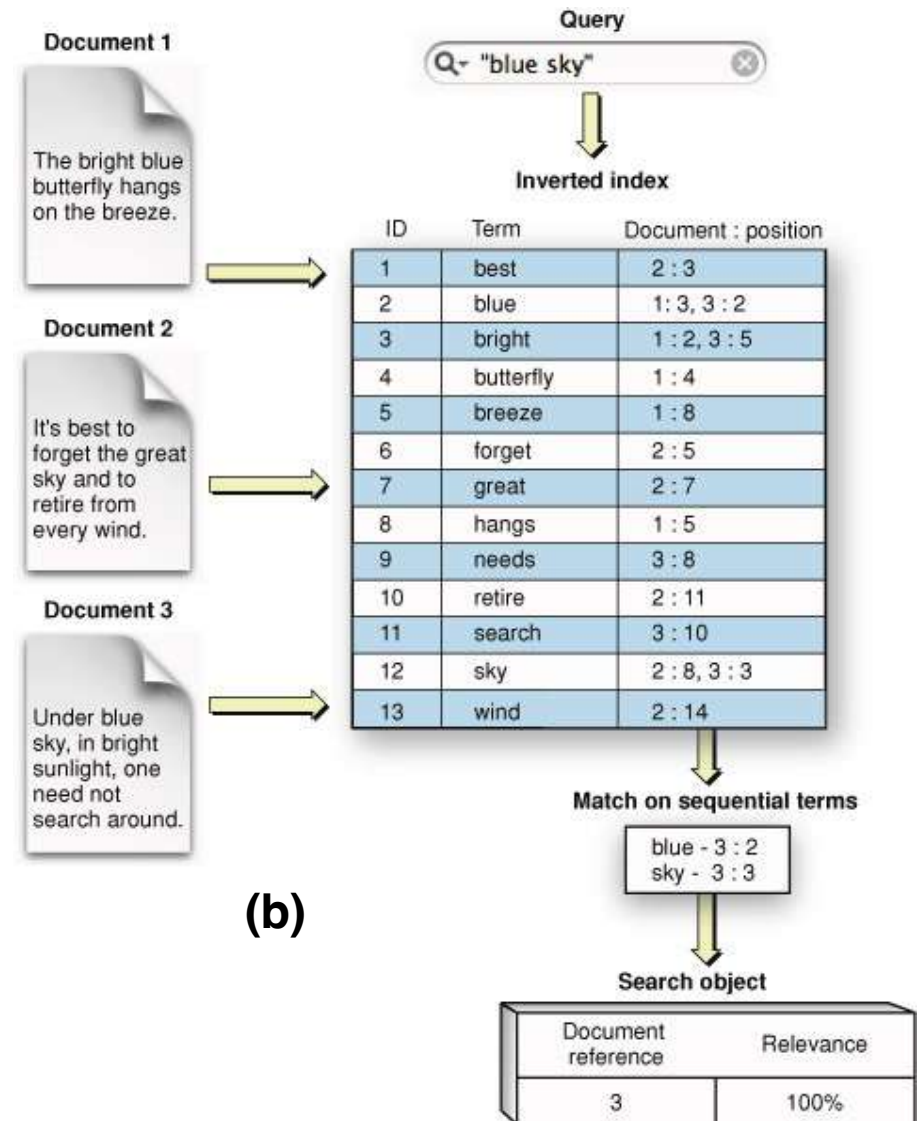 Document 1
The bright blue
butterfly hangs
on the breeze.
Document 2
It's best to
forget the great
sky and to
retire from
every wind.
Document 3
Under blue
sky, in bright
sunlight, one
need not
search around.
(b)
Query
"blue sky"
Inverted index
ID Term Document : position
1 best 2 : 3
2 blue 1: 3, 3 : 2
3 bright 1 : 2, 3 : 5
4 butterfly 1 : 4
5 breeze 1 : 8
6 forget 2 : 5
7 great 2 : 7
8 hangs 1 : 5
9 needs 3 : 8
10 retire 2 : 11
11 search 3 : 10
12 sky 2 : 8, 3 : 3
13 wind 2 : 14
Match on sequential terms
blue - 3 : 2
sky - 3 : 3
Search object
Document
reference
Relevance
3 100%